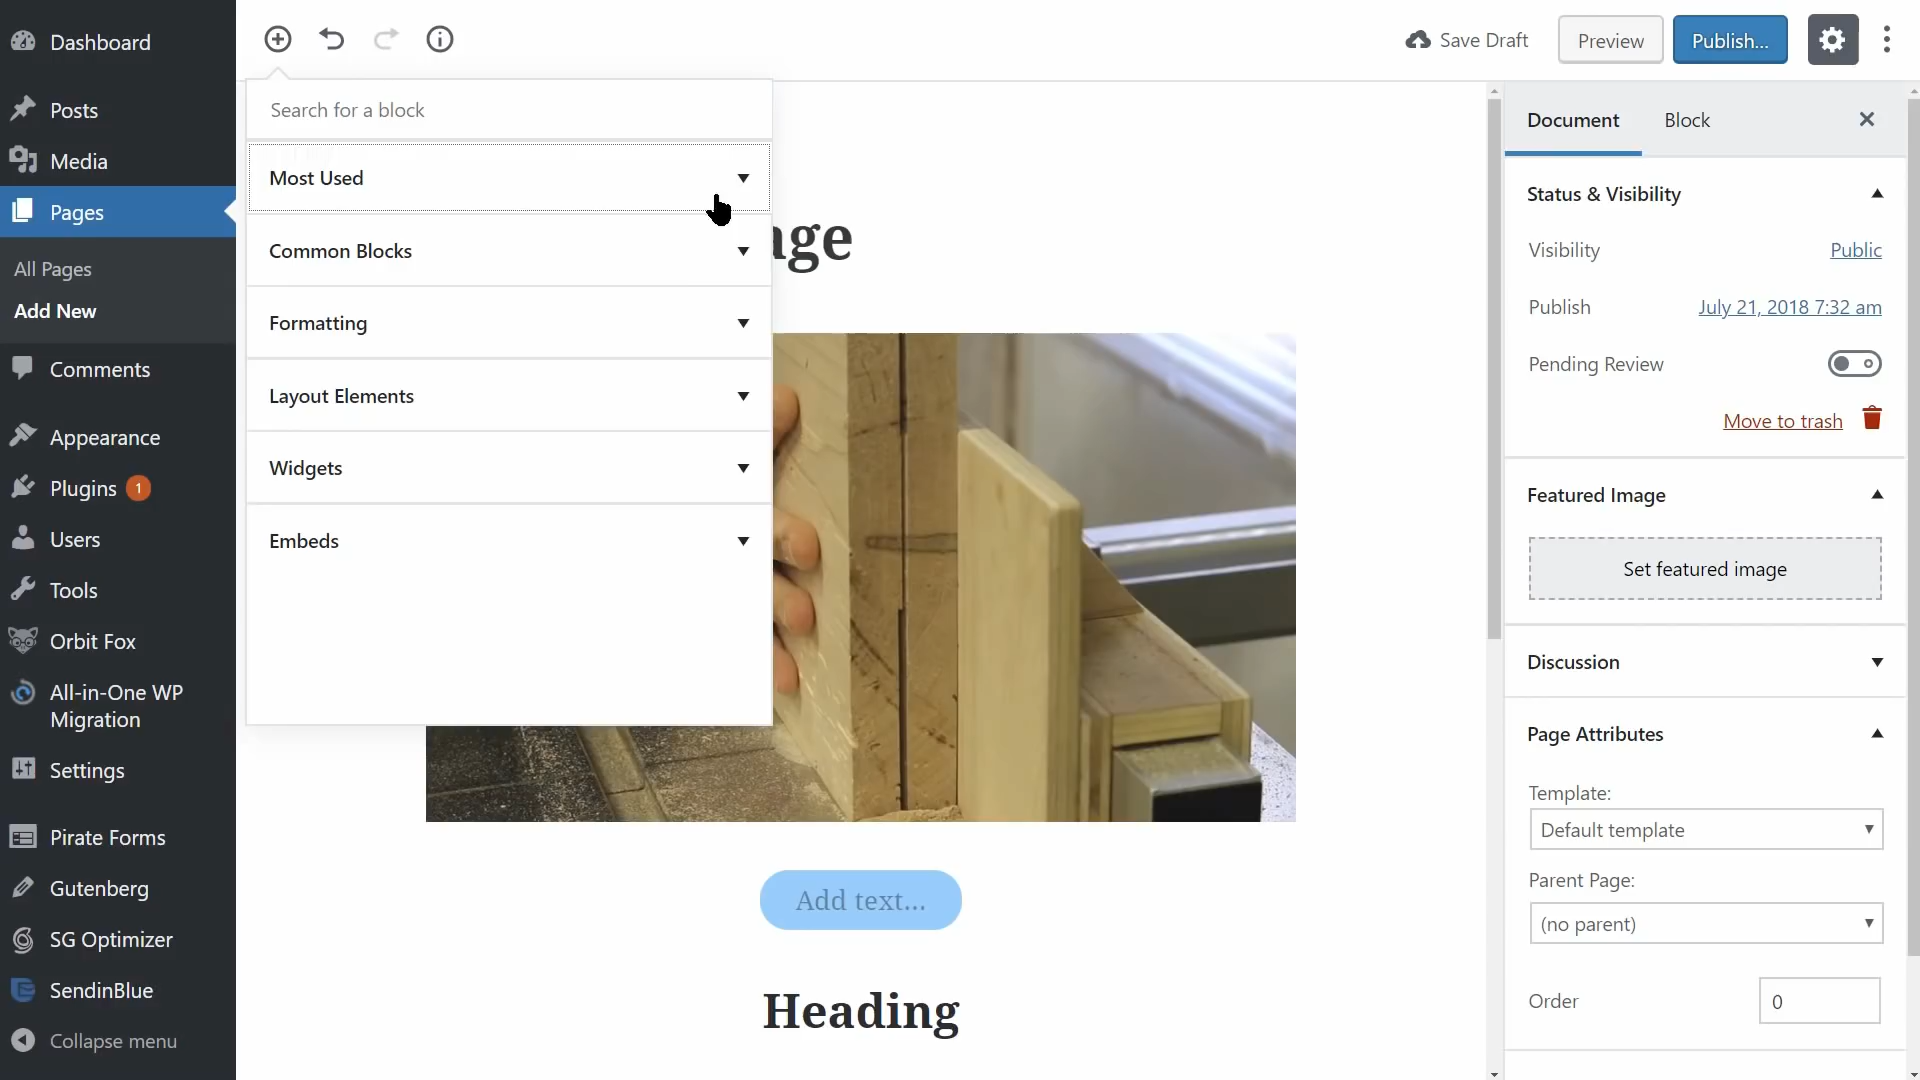 Dashboard
Posts
Media
Pages
All Pages
Add New
Comments
Appearance
Plugins 1
Users
Tools
Orbit Fox
All-in-One WP
Migration
Settings
Pirate Forms
Gutenberg
SG Optimizer
SendinBlue
Collapse menu
Save Draft
Preview
Publish...
Search for a block
Most Used
Common Blocks
Formatting
Layout Elements
Widgets
Embeds
age
Add text...
Heading
Document Block
Status & Visibility
Visibility Public
Publish July 21, 2018 7:32 am
Pending Review
Move to trash
Featured Image
Set featured image
Discussion
Page Attributes
Template:
Default template
Parent Page:
(no parent)
Order 0